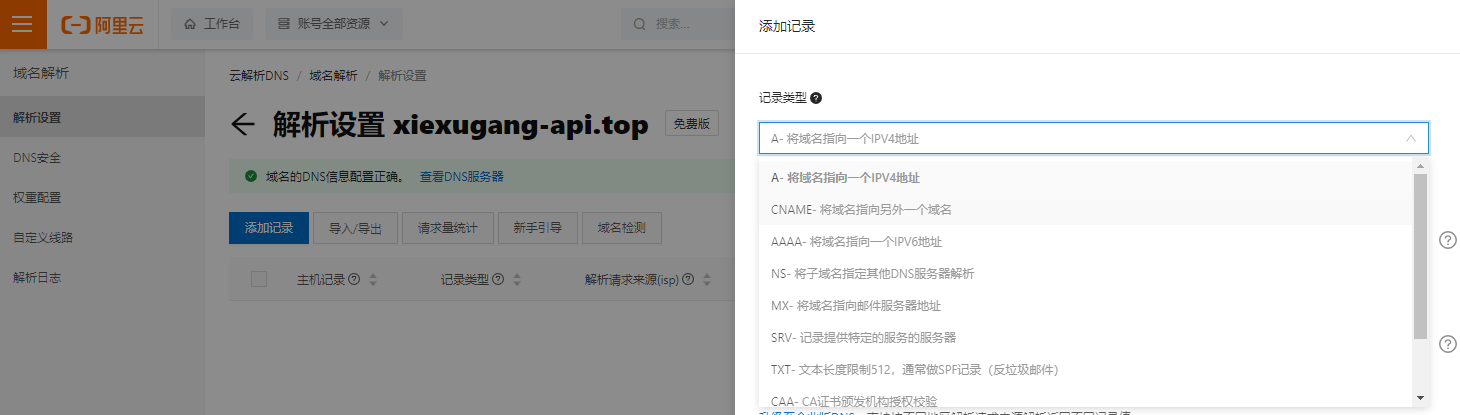 阿里云
工作台
账号全部资源
搜索...
域名解析
解析设置
DNS安全
权重配置
自定义线路
解析日志
云解析DNS / 域名解析 / 解析设置
解析设置 xiexugang-api.top
免费版
域名的DNS信息配置正确。 查看DNS服务器
添加记录 导入/导出 请求量统计 新手引导 域名检测
主机记录 记录类型 解析请求来源(isp)
添加记录
记录类型
A- 将域名指向一个IPV4地址
A- 将域名指向一个IPV4地址
CNAME- 将域名指向另外一个域名
AAAA- 将域名指向一个IPV6地址
NS- 将子域名指定其他DNS服务器解析
MX- 将域名指向邮件服务器地址
SRV- 记录提供特定的服务的服务器
TXT- 文本长度限制512，通常做SPF记录（反垃圾邮件）
CAA- CA证书颁发机构授权校验